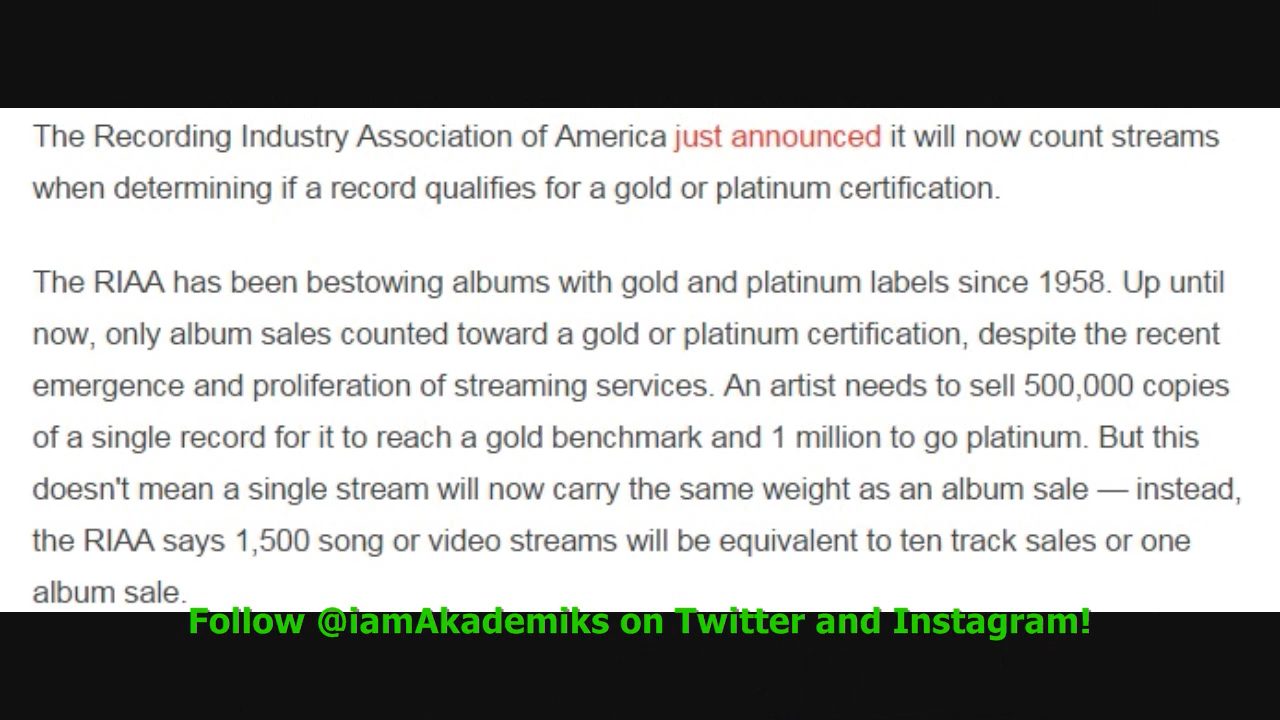 The Recording Industry Association of America just announced it will now count streams
when determining if a record qualifies for a gold or platinum certification.
The RIAA has been bestowing albums with gold and platinum labels since 1958. Up until
now, only album sales counted toward a gold or platinum certification, despite the recent
emergence and proliferation of streaming services. An artist needs to sell 500,000 copies
of a single record for it to reach a gold benchmark and 1 million to go platinum. But this
doesn't mean a single stream will now carry the same weight as an album sale — instead,
the RIAA says 1,500 song or video streams will be equivalent to ten track sales or one
album sale.
Follow @iamAkademiks on Twitter and Instagram!